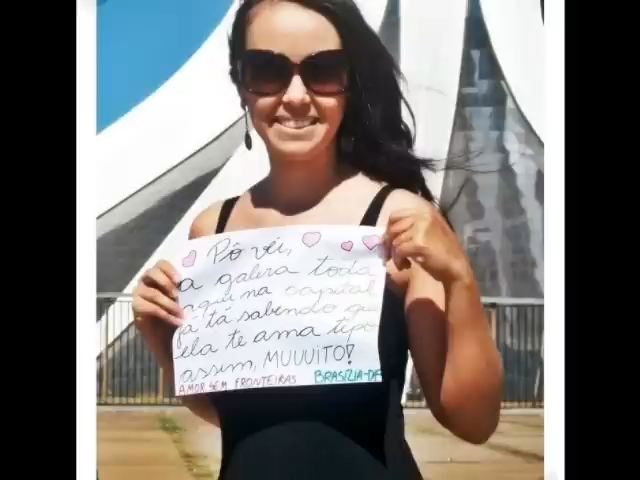 Pô véi,
a galera toda
aqui na capital
já tá sabendo que
ela te ama tipo
assim, MUUUITO!
AMOR SEM FRONTEIRAS BRASÍLIA-DF